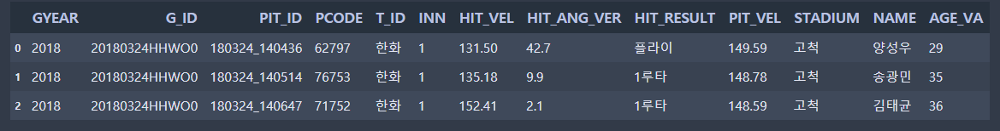 GYEAR G_ID PIT_ID PCODE T_ID INN HIT_VEL HIT_ANG_VER HIT_RESULT PIT_VEL STADIUM NAME AGE_VA
0 2018 20180324HHWO0 180324_140436 62797 한화 1 131.50 42.7 플라이 149.59 고척 양성우 29
1 2018 20180324HHWO0 180324_140514 76753 한화 1 135.18 9.9 1루타 148.78 고척 송광민 35
2 2018 20180324HHWO0 180324_140647 71752 한화 1 152.41 2.1 1루타 148.59 고척 김태균 36